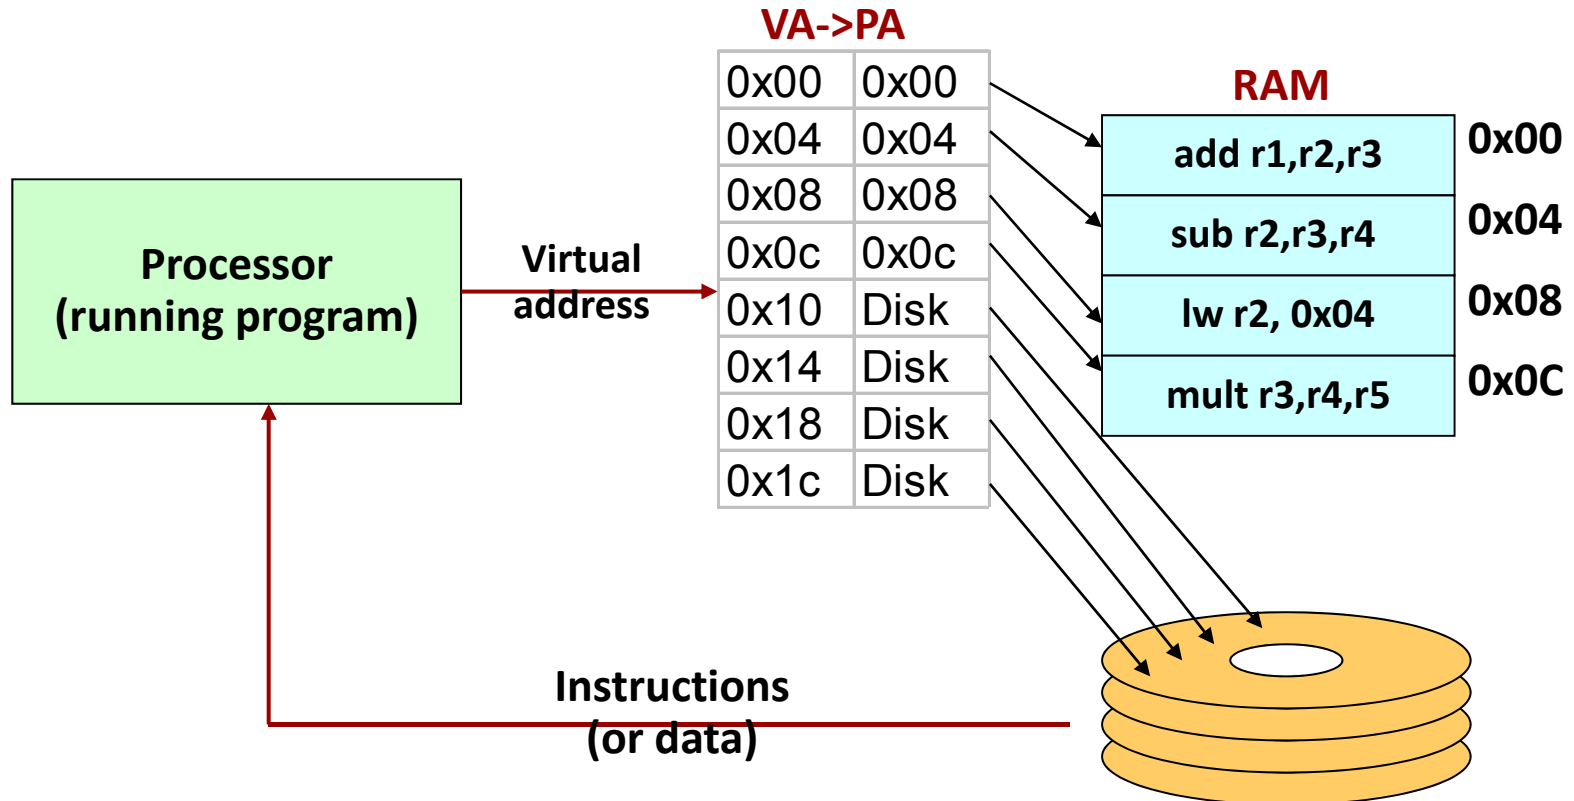 VA->PA
0x00 0x00
0x04 0x04
0x08 0x08
0x0c 0x0c
0x10 Disk
0x14 Disk
0x18 Disk
0x1c Disk
RAM
add r1,r2,r3 0x00
sub r2,r3,r4 0x04
lw r2, 0x04 0x08
mult r3,r4,r5 0x0C
Processor
(running program)
Virtual
address
Instructions
(or data)